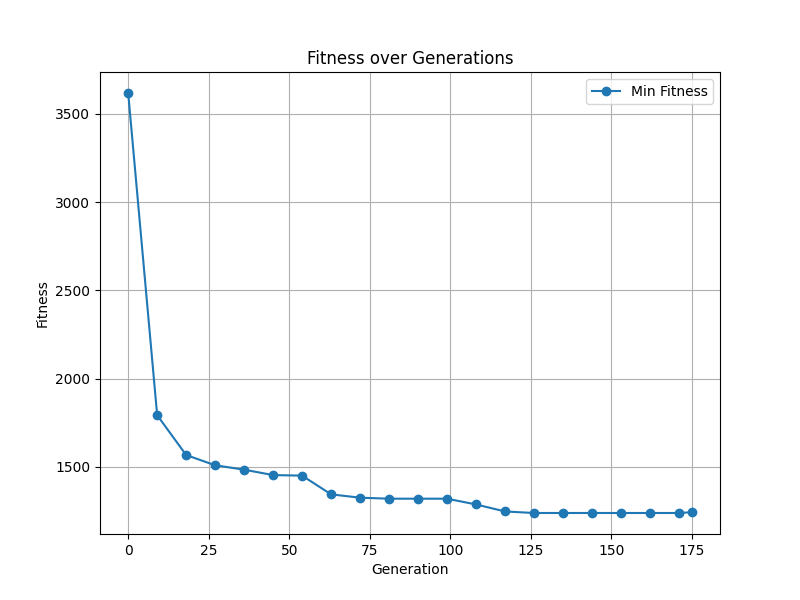 Fitness over Generations
Min Fitness
3500
3000
2500
2000
1500
Fitness
0 25 50 75 100 125 150 175
Generation